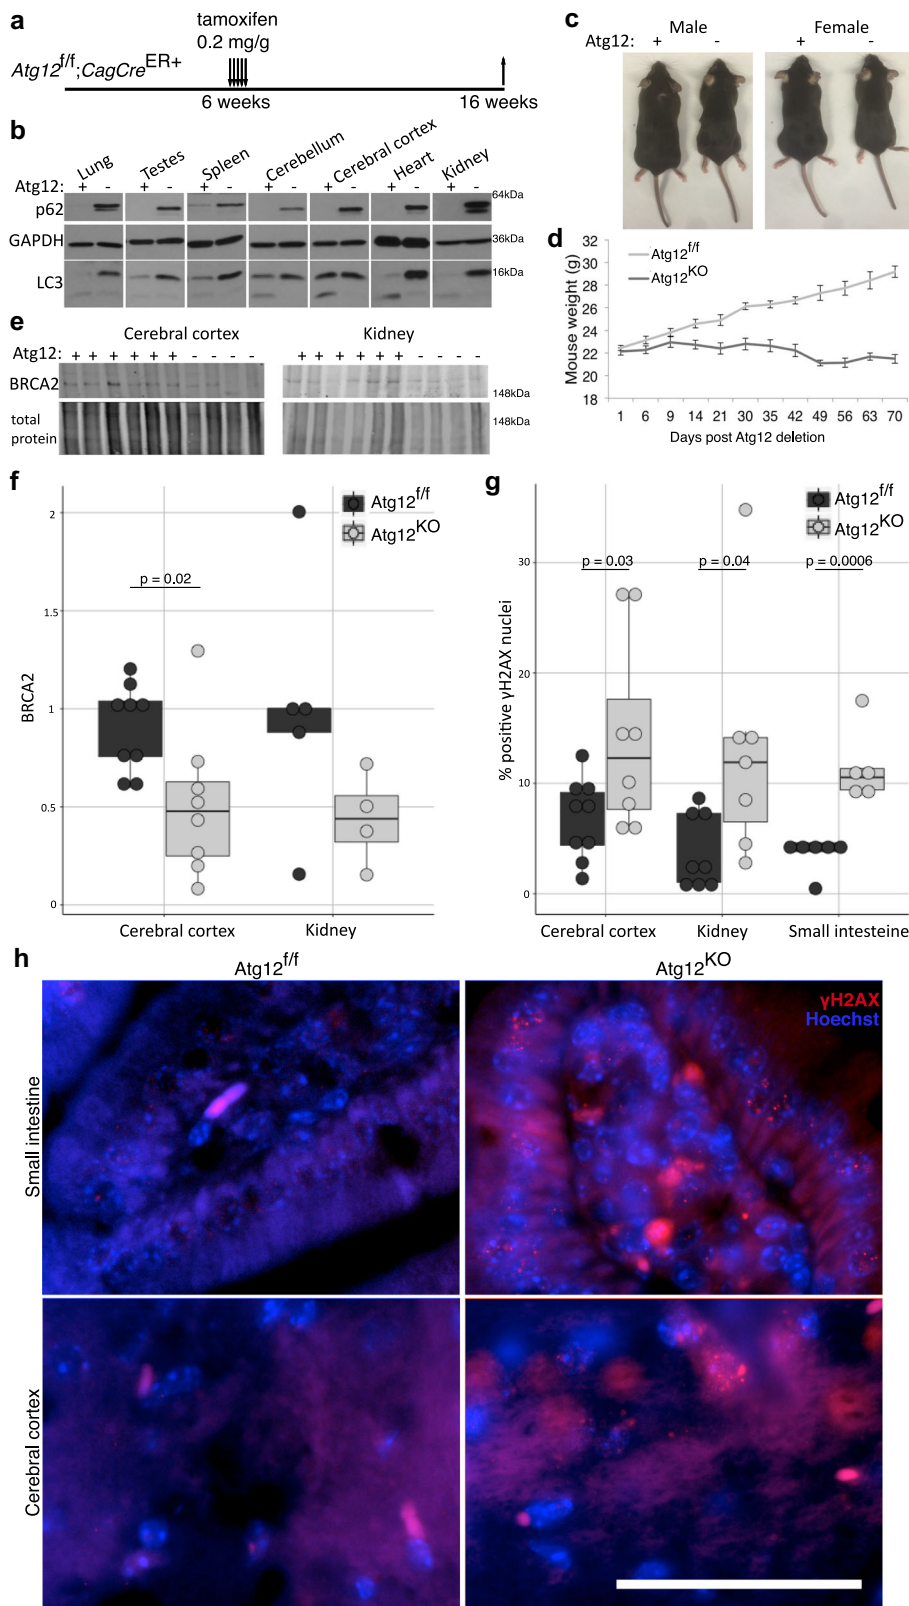 a
tamoxifen
0.2 mg/g
Atg12f/f;CagCreER+
6 weeks
16 weeks
b
Lung Testes Spleen Cerebellum Cerebral cortex Heart Kidney
Atg12: + - + - + - + - + - + - + -
p62 64kDa
GAPDH 36kDa
LC3 16kDa
c
Male Female
Atg12: + - + -
d
Mouse weight (g)
32
30
28
26
24
22
20
18
Atg12f/f
Atg12KO
1 6 9 14 21 30 35 42 49 56 63 70
Days post Atg12 deletion
e
Cerebral cortex Kidney
Atg12: + + + + + + - - - - + + + + + + - - - - -
BRCA2 148kDa
total
protein
148kDa
f
Atg12f/f
Atg12KO
p = 0.02
BRCA2
2
1.5
1
0.5
0
Cerebral cortex Kidney
g
Atg12f/f
Atg12KO
p = 0.03 p = 0.04 p = 0.0006
% positive γH2AX nuclei
30
20
10
0
Cerebral cortex Kidney Small intesteine
h
Atg12f/f Atg12KO
γH2AX
Hoechst
Small intestine
Cerebral cortex